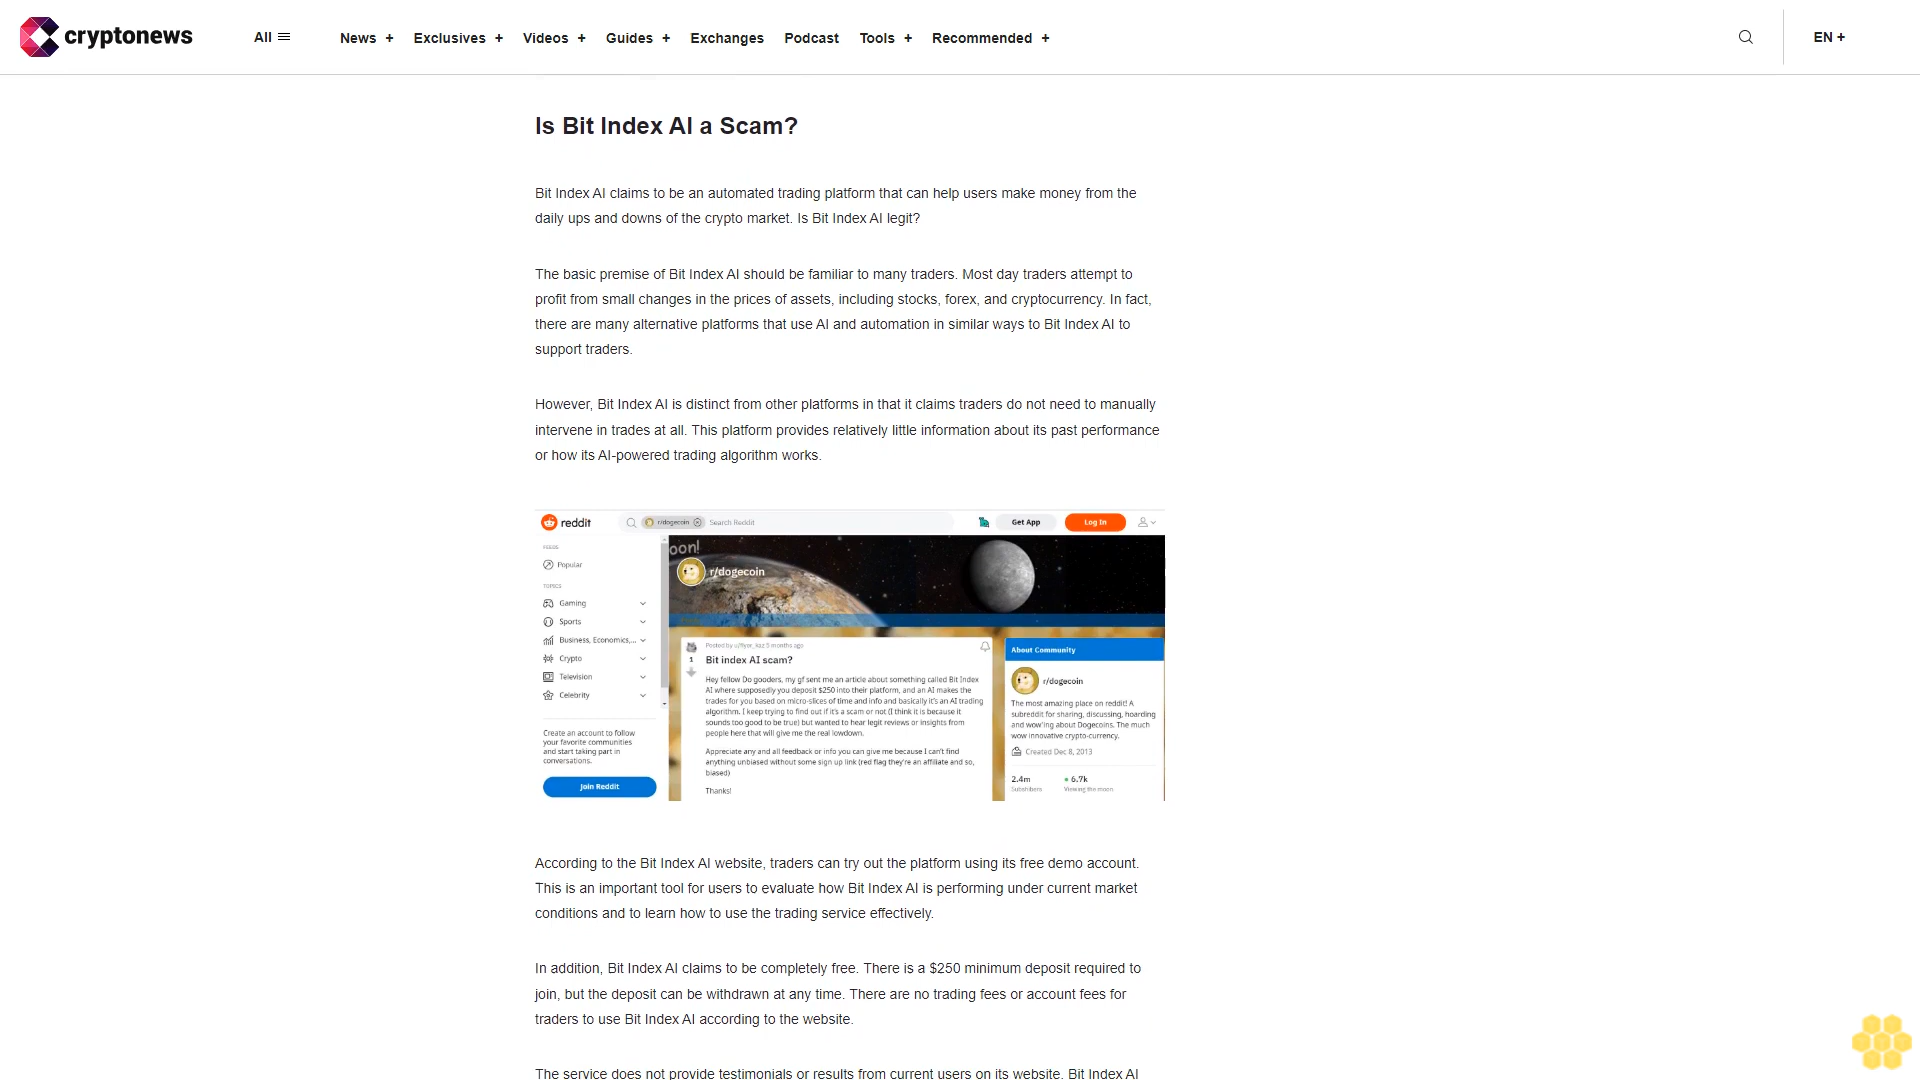 cryptonews
All
News +
Exclusives +
Videos +
Guides +
Exchanges
Podcast
Tools +
Recommended +
EN +
Is Bit Index AI a Scam?
Bit Index AI claims to be an automated trading platform that can help users make money from the
daily ups and downs of the crypto market. Is Bit Index AI legit?
The basic premise of Bit Index AI should be familiar to many traders. Most day traders attempt to
profit from small changes in the prices of assets, including stocks, forex, and cryptocurrency. In fact,
there are many alternative platforms that use AI and automation in similar ways to Bit Index AI to
support traders.
However, Bit Index AI is distinct from other platforms in that it claims traders do not need to manually
intervene in trades at all. This platform provides relatively little information about its past performance
or how its AI-powered trading algorithm works.
reddit
r/dogecoin
Search Reddit
Get App
Log In
FEEDS
Popular
TOPICS
Gaming
Sports
Business, Economics,...
Crypto
Television
Celebrity
Create an account to follow
your favorite communities
and start taking part in
conversations.
Join Reddit
oon!
r/dogecoin
5 months ago
1
Bit index AI scam?
Hey fellow Do gooders, my gf sent me an article about something called Bit Index
AI where supposedly you deposit $250 into their platform, and an AI makes the
trades for you based on micro-slices of time and info and basically it's an AI trading
algorithm. I keep trying to find out if it's a scam or not (I think it is because it
sounds too good to be true) but wanted to hear legit reviews or insights from
people here that will give me the real lowdown.
Appreciate any and all feedback or info you can give me because I can't find
anything unbiased without some sign up link (red flag they're an affiliate and so,
biased)
Thanks!
About Community
r/dogecoin
The most amazing place on reddit! A
subreddit for sharing, discussing, hoarding
and wow'ing about Dogecoins. The much
wow innovative crypto-currency.
Created Dec 8, 2013
2.4m
6.7k
Subshibers
Viewing the moon
According to the Bit Index AI website, traders can try out the platform using its free demo account.
This is an important tool for users to evaluate how Bit Index AI is performing under current market
conditions and to learn how to use the trading service effectively.
In addition, Bit Index AI claims to be completely free. There is a $250 minimum deposit required to
join, but the deposit can be withdrawn at any time. There are no trading fees or account fees for
traders to use Bit Index AI according to the website.
The service does not provide testimonials or results from current users on its website. Bit Index AI